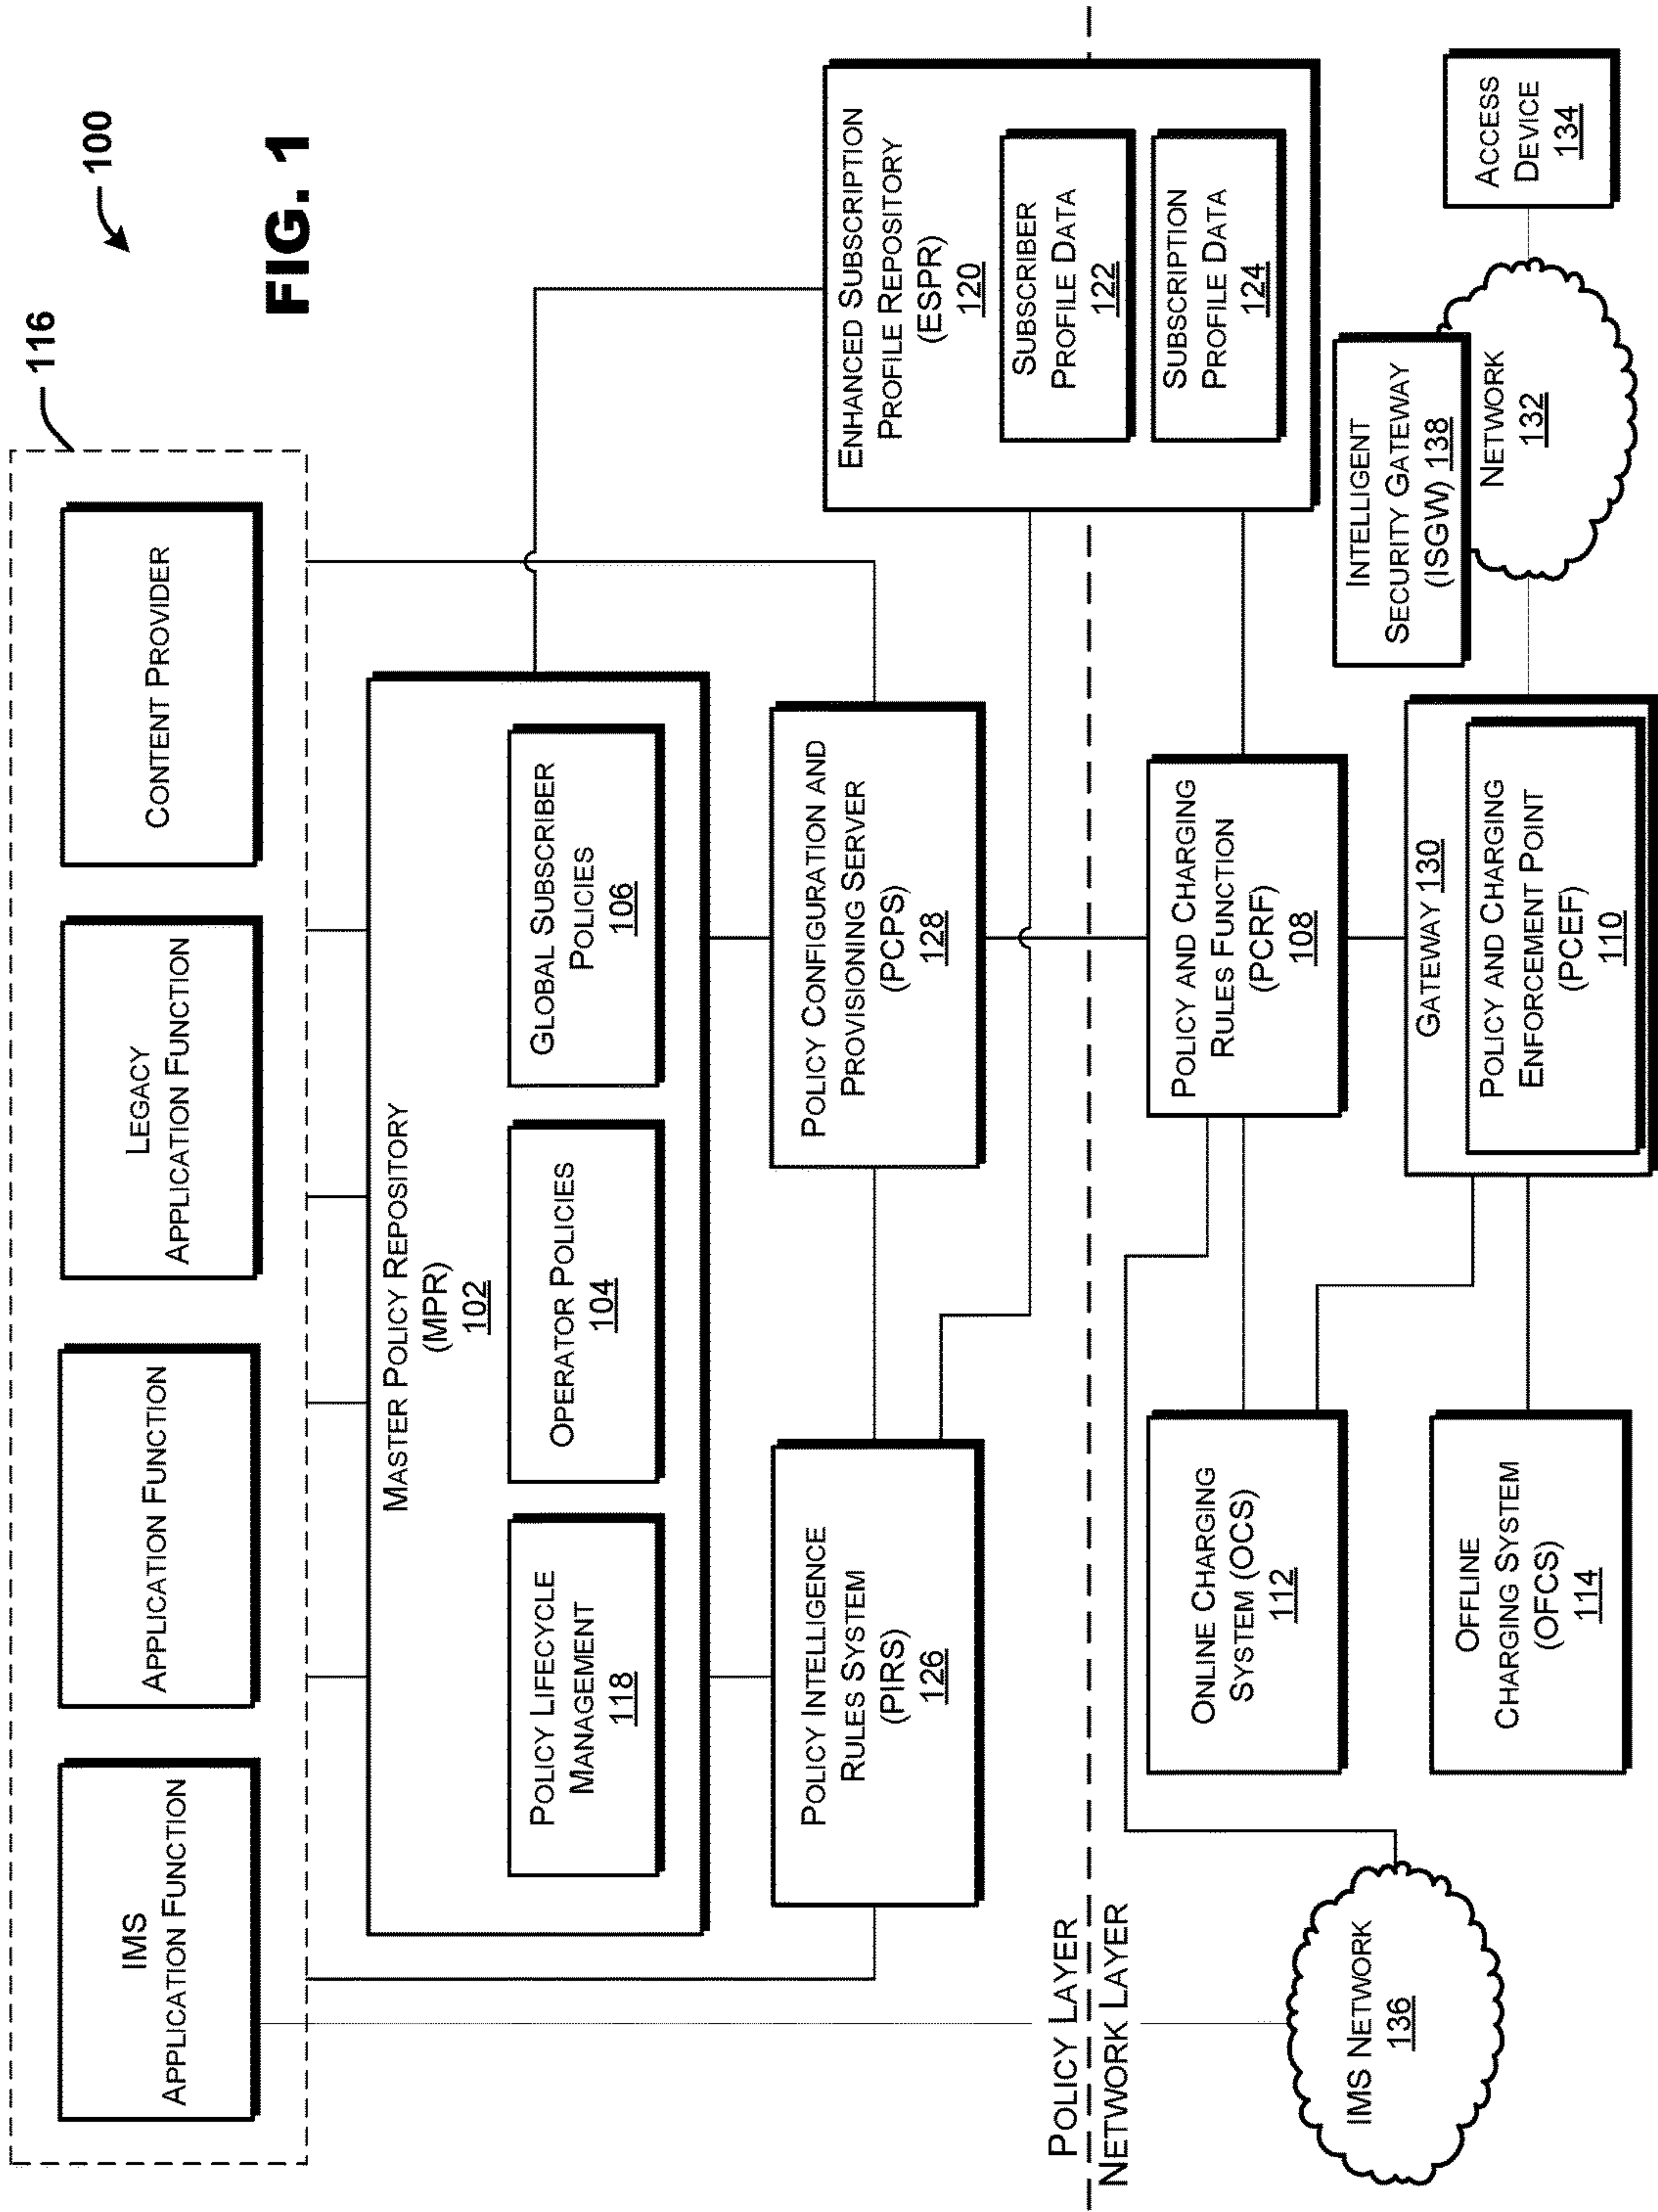 100
FIG. 1
116
IMS
APPLICATION FUNCTION
APPLICATION FUNCTION
LEGACY
APPLICATION FUNCTION
CONTENT PROVIDER
MASTER POLICY REPOSITORY
(MPR)
102
POLICY LIFECYCLE
MANAGEMENT
118
OPERATOR POLICIES
104
GLOBAL SUBSCRIBER
POLICIES
106
POLICY INTELLIGENCE
RULES SYSTEM
(PIRS)
126
POLICY CONFIGURATION AND
PROVISIONING SERVER
(PCPS)
128
ENHANCED SUBSCRIPTION
PROFILE REPOSITORY
(ESPR)
120
SUBSCRIBER
PROFILE DATA
122
SUBSCRIPTION
PROFILE DATA
124
POLICY LAYER
NETWORK LAYER
IMS NETWORK
136
ONLINE CHARGING
SYSTEM (OCS)
112
OFFLINE
CHARGING SYSTEM
(OFCS)
114
POLICY AND CHARGING
RULES FUNCTION
(PCRF)
108
GATEWAY 130
POLICY AND CHARGING
ENFORCEMENT POINT
(PCEF)
110
INTELLIGENT
SECURITY GATEWAY
(ISGW) 138
NETWORK
132
ACCESS
DEVICE
134